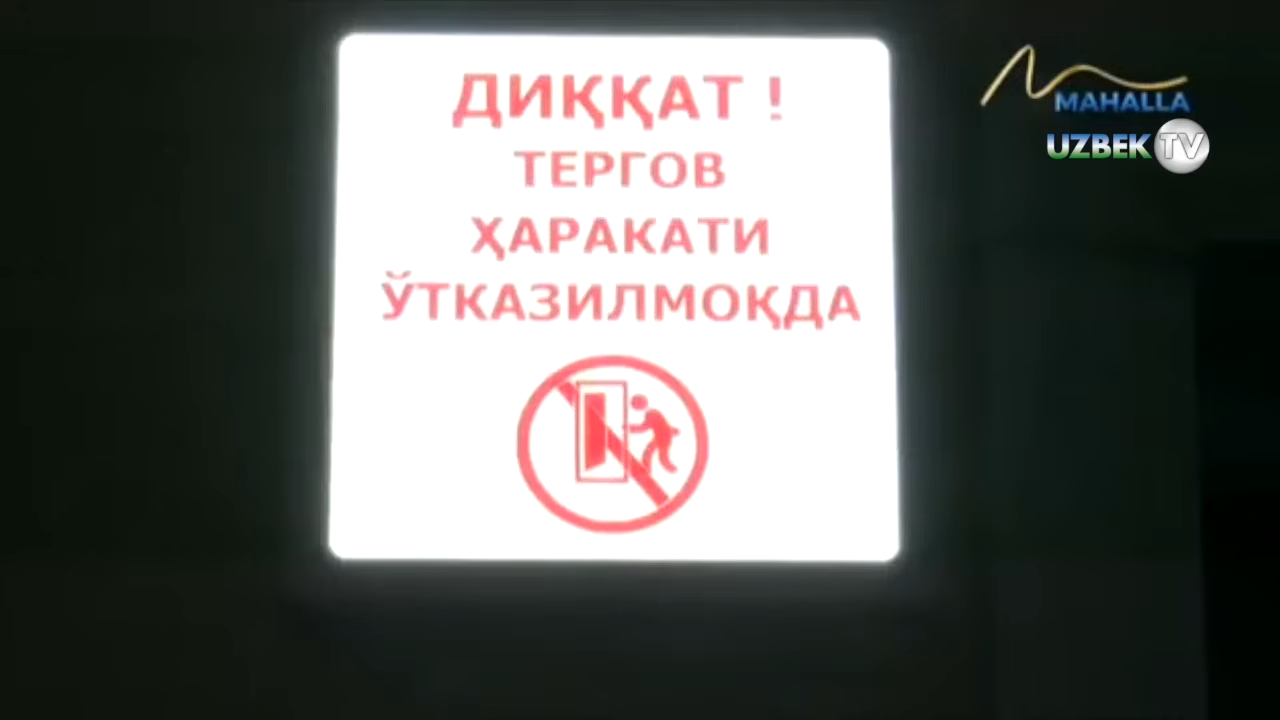 ДИҚҚАТ !
ТЕРГОВ
ҲАРАКАТИ
ЎТКАЗИЛМОҚДА
MAHALLA
UZBEK TV